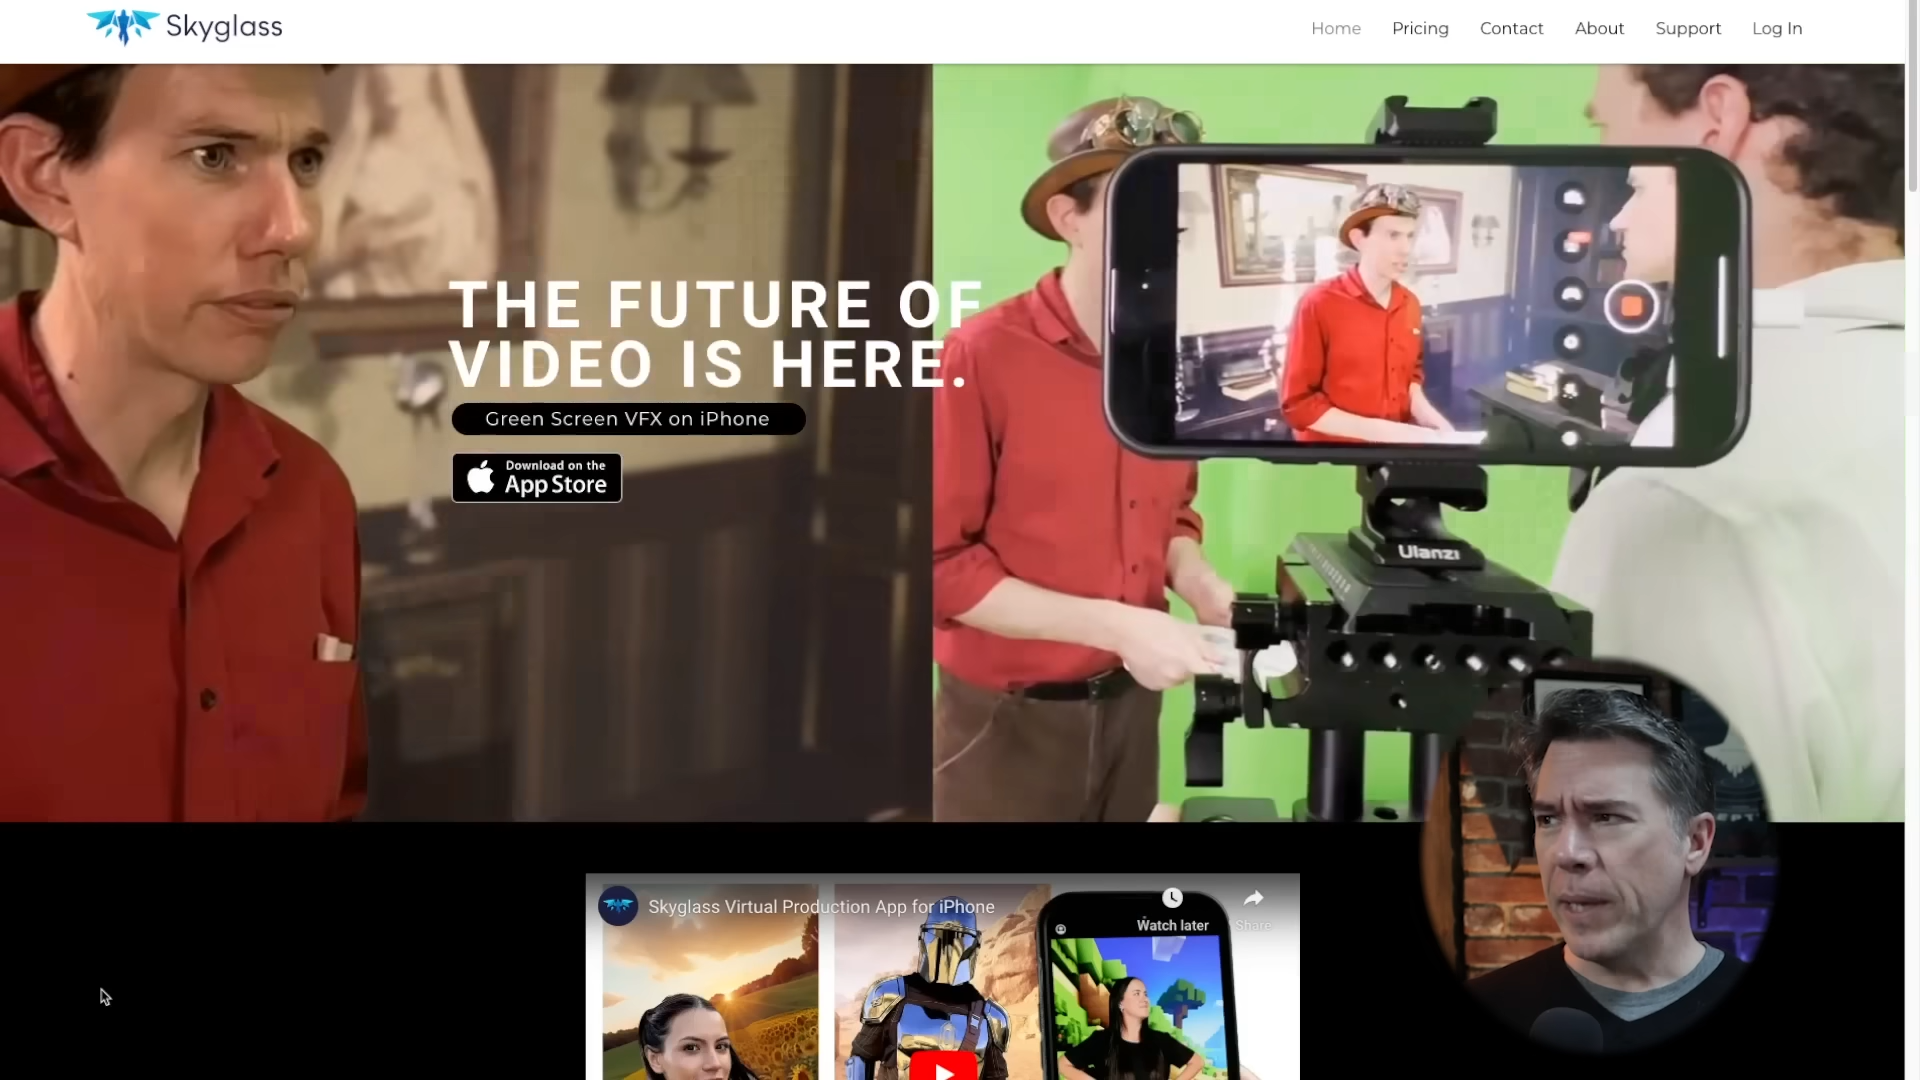 Skyglass
Home Pricing Contact About Support Log In
THE FUTURE OF
VIDEO IS HERE.
Green Screen VFX on iPhone
Download on the
App Store
Ulanzi
Skyglass Virtual Production App for iPhone
Watch later
Share